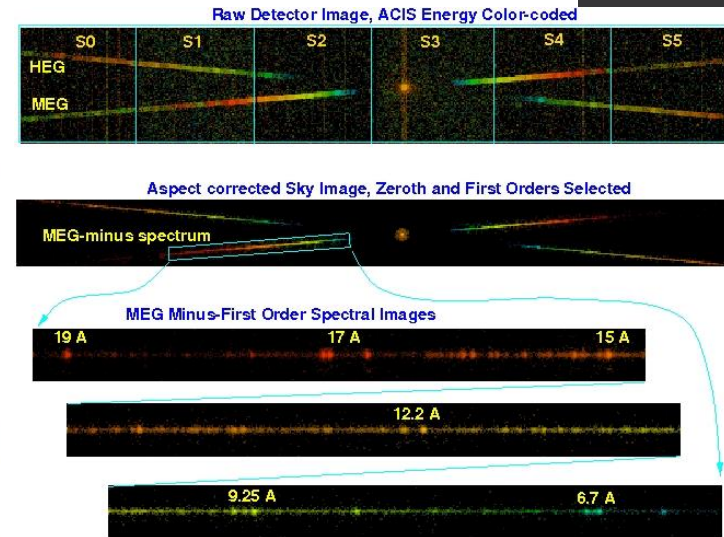 Raw Detector Image, ACIS Energy Color-coded
S0 S1 S2 S3 S4 S5
HEG
MEG
Aspect corrected Sky Image, Zeroth and First Orders Selected
MEG-minus spectrum
MEG Minus-First Order Spectral Images
19 A 17 A 15 A
12.2 A
9.25 A 6.7 A